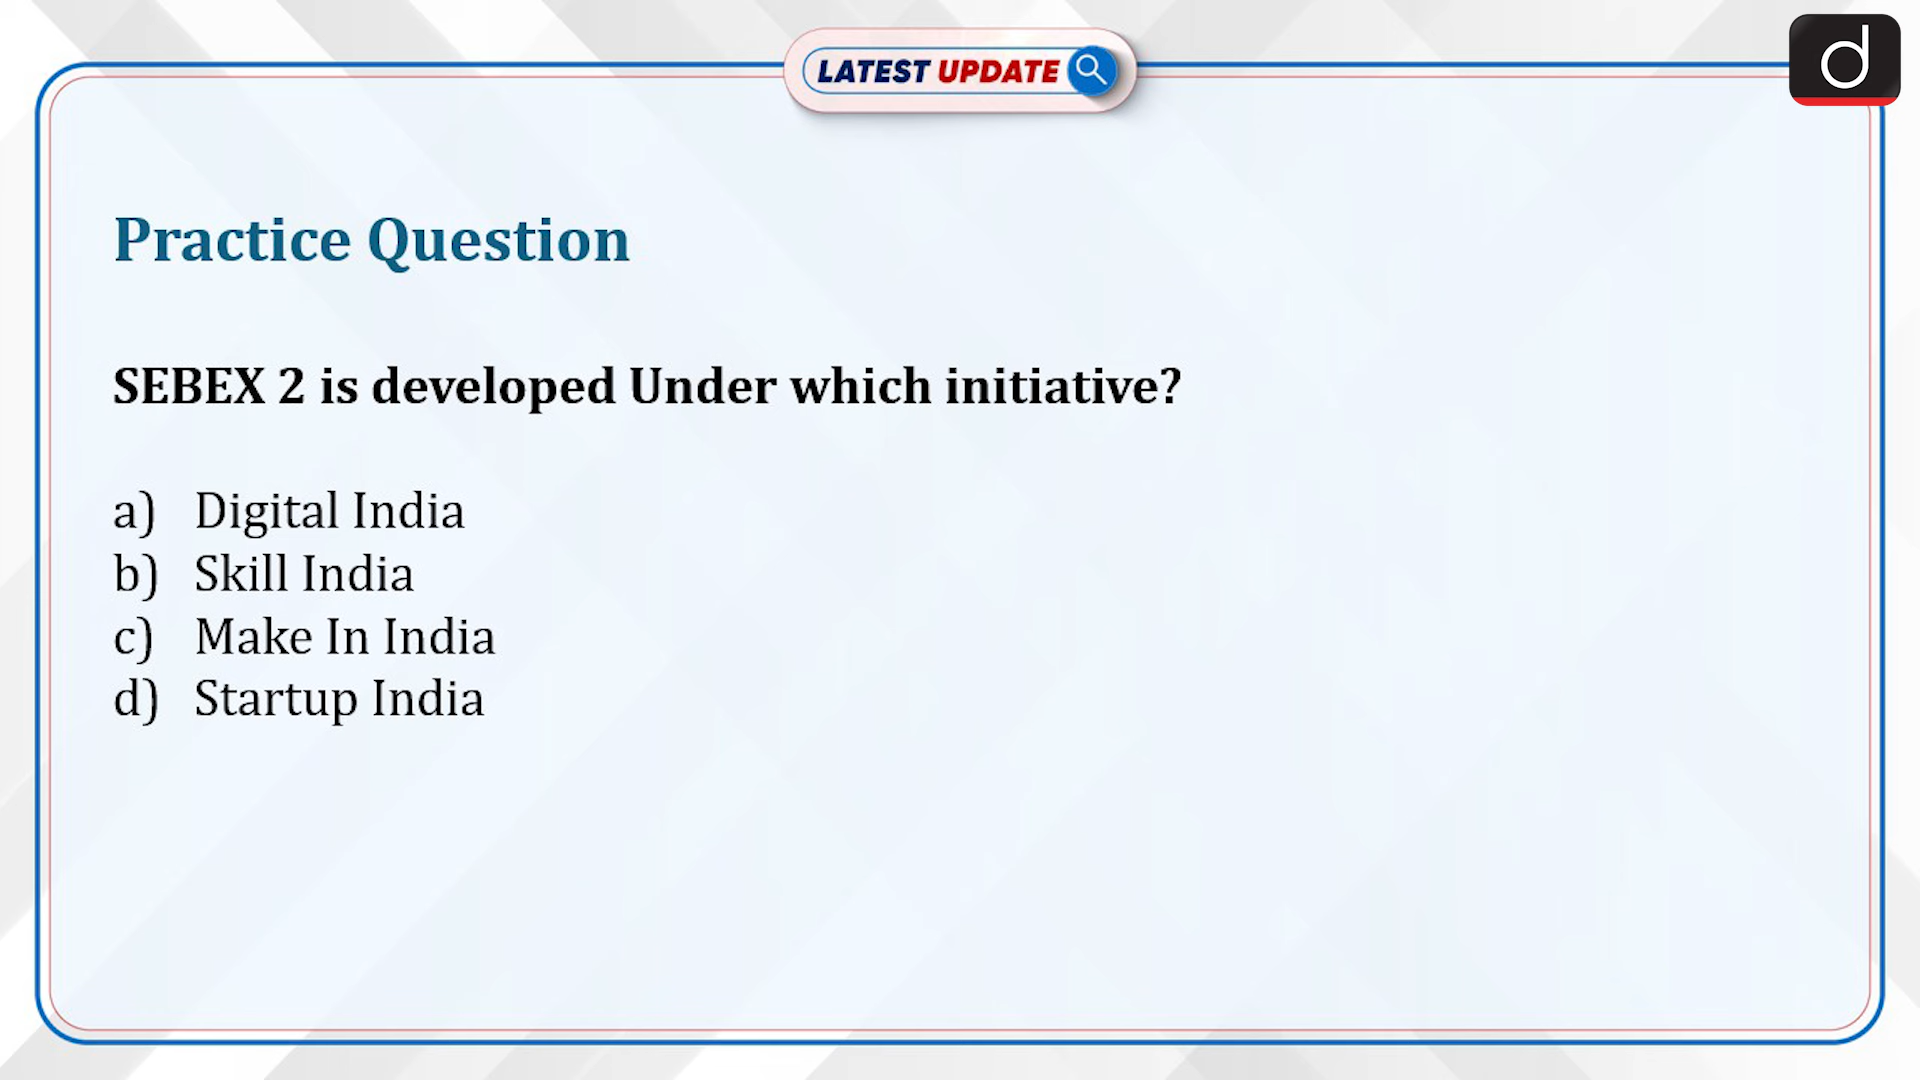 LATEST UPDATE
d
Practice Question
SEBEX 2 is developed Under which initiative?
a) Digital India
b) Skill India
c) Make In India
d) Startup India